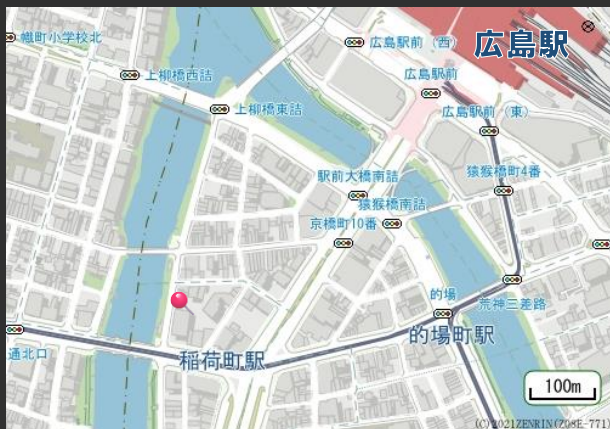 広島駅
幟町小学校北
広島駅前 (西)
上柳橋西詰
広島駅前
上柳橋東詰
広島駅前 (東)
駅前大橋南詰
猿猴橋町4番
猿猴橋南詰
京橋町10番
的場
荒神三差路
的場町駅
通北口
稲荷町駅
100m
(C)2021ZENRIN(Z08E-771)